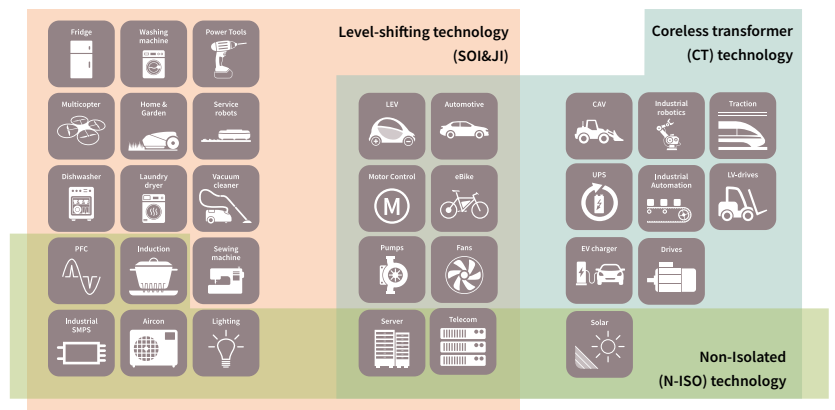 Level-shifting technology
(SOI&JI)
Coreless transformer
(CT) technology
Fridge
Washing
machine
Power Tools
Multicopter
Home &
Garden
Service
robots
LEV
Automotive
CAV
Industrial
robotics
Traction
Dishwasher
Laundry
dryer
Vacuum
cleaner
Motor Control
M
eBike
UPS
Industrial
Automation
LV-drives
PFC
Induction
Sewing
machine
Pumps
Fans
EV charger
Drives
Industrial
SMPS
Aircon
Lighting
Server
Telecom
Solar
Non-Isolated
(N-ISO) technology